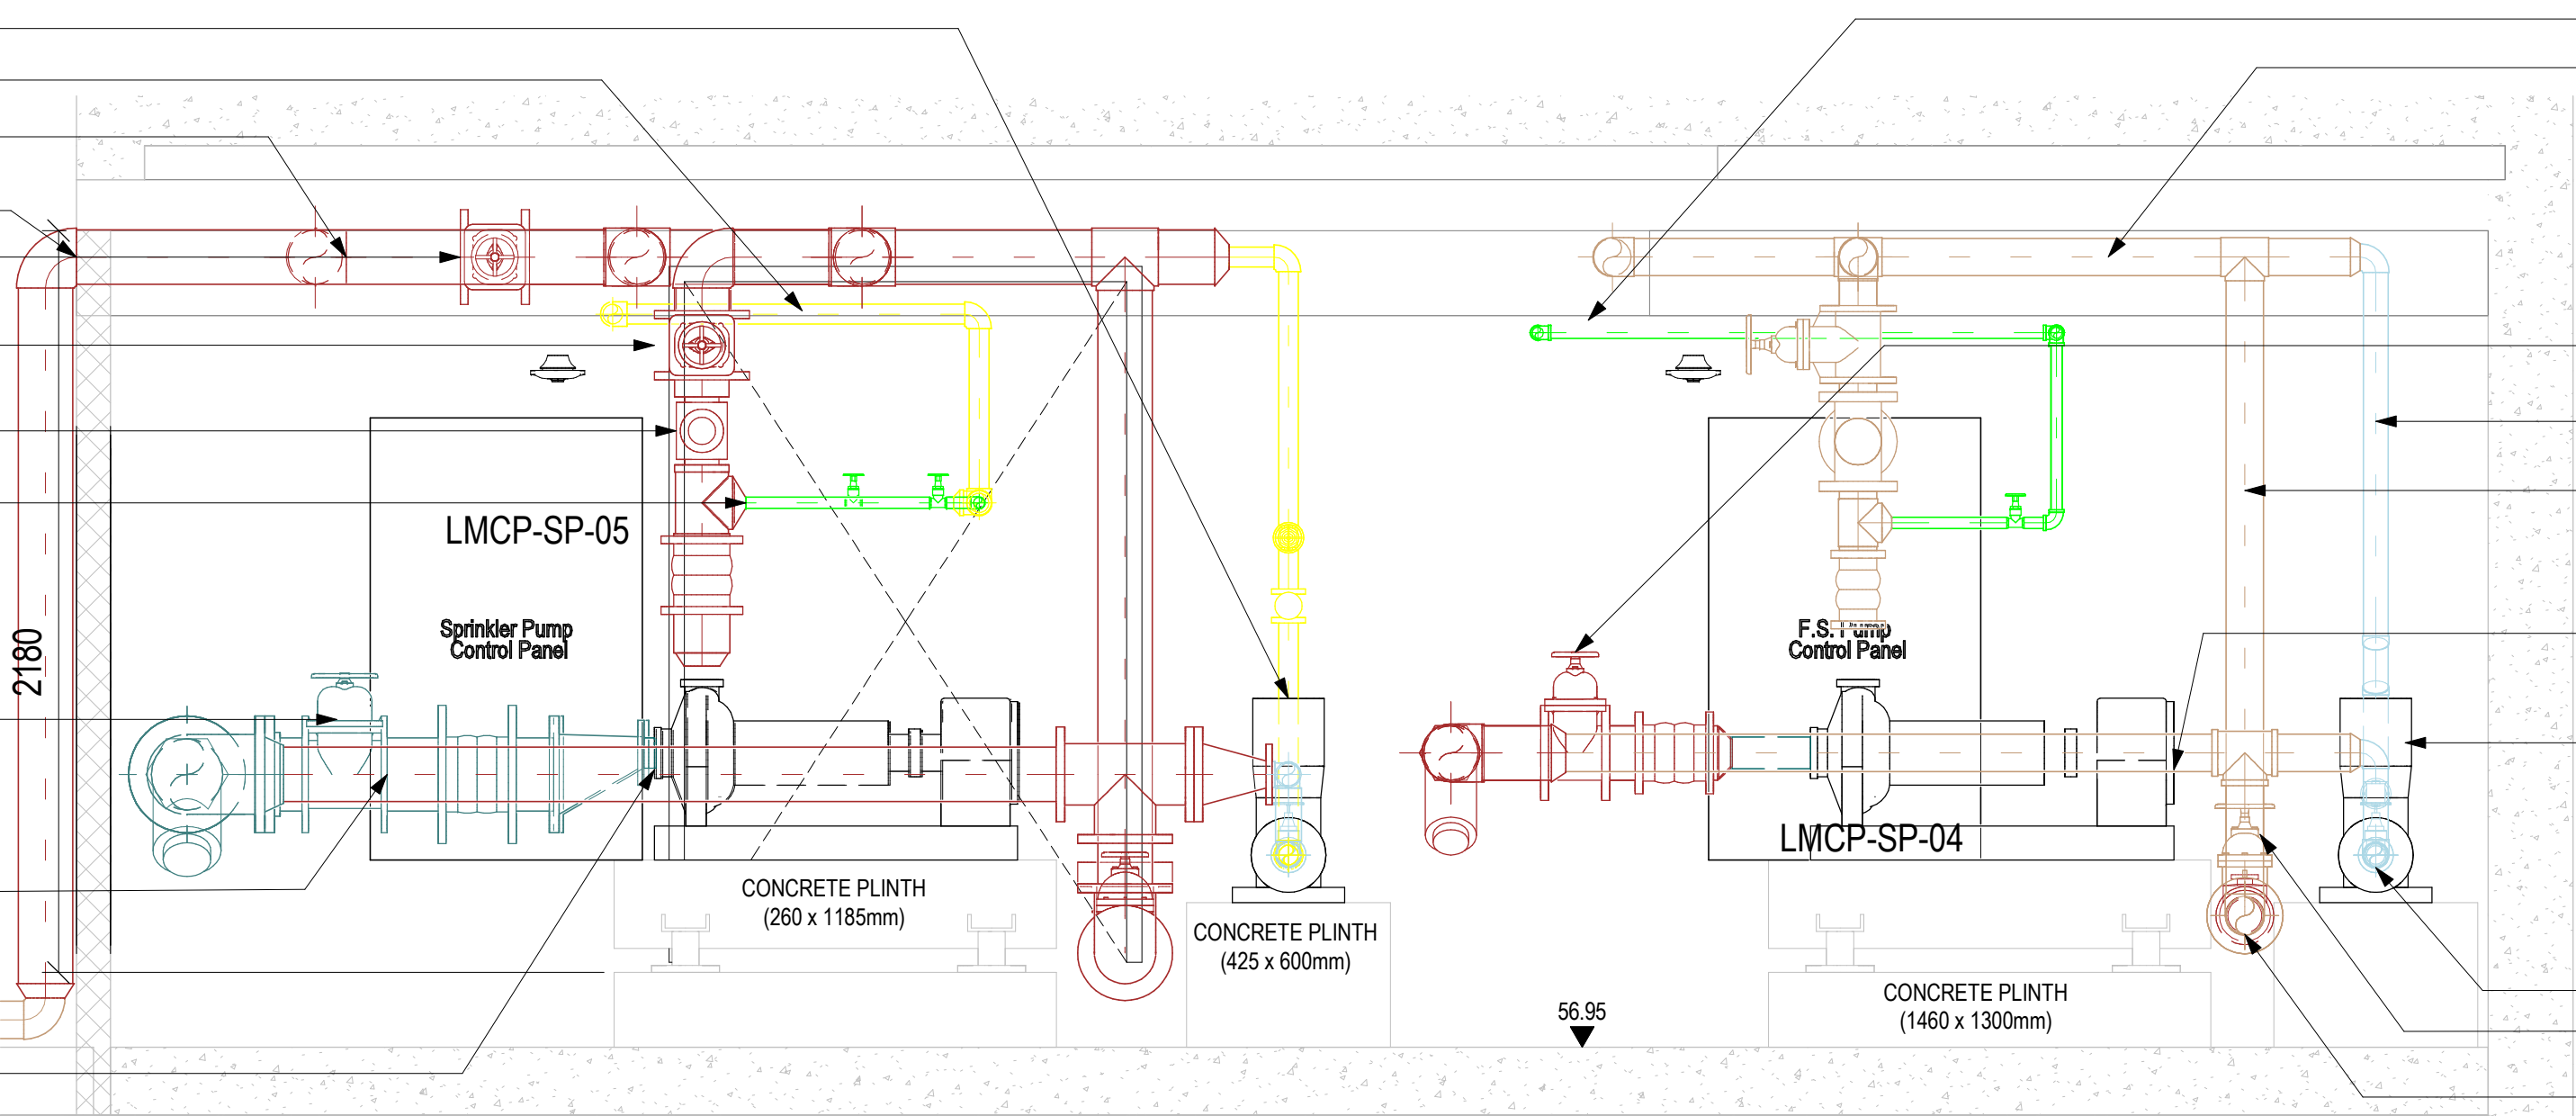 LMCP-SP-05
Sprinkler Pump
Control Panel
2180
CONCRETE PLINTH
(260 x 1185mm)
CONCRETE PLINTH
(425 x 600mm)
F.S. Pump
Control Panel
LMCP-SP-04
56.95
CONCRETE PLINTH
(1460 x 1300mm)